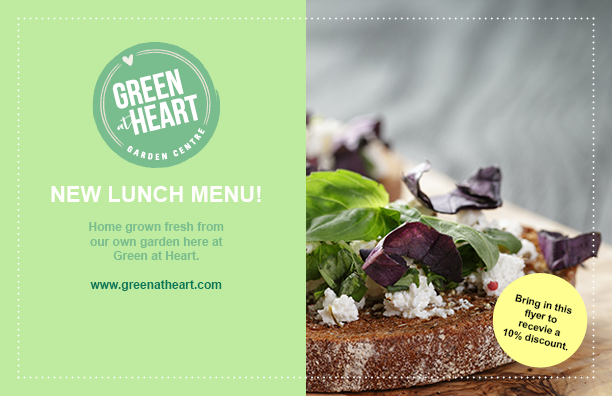 GREEN
at HEART
GARDEN CENTRE
NEW LUNCH MENU!
Home grown fresh from
our own garden here at
Green at Heart.
www.greenatheart.com
Bring in this
flyer to
recevie a
10% discount.